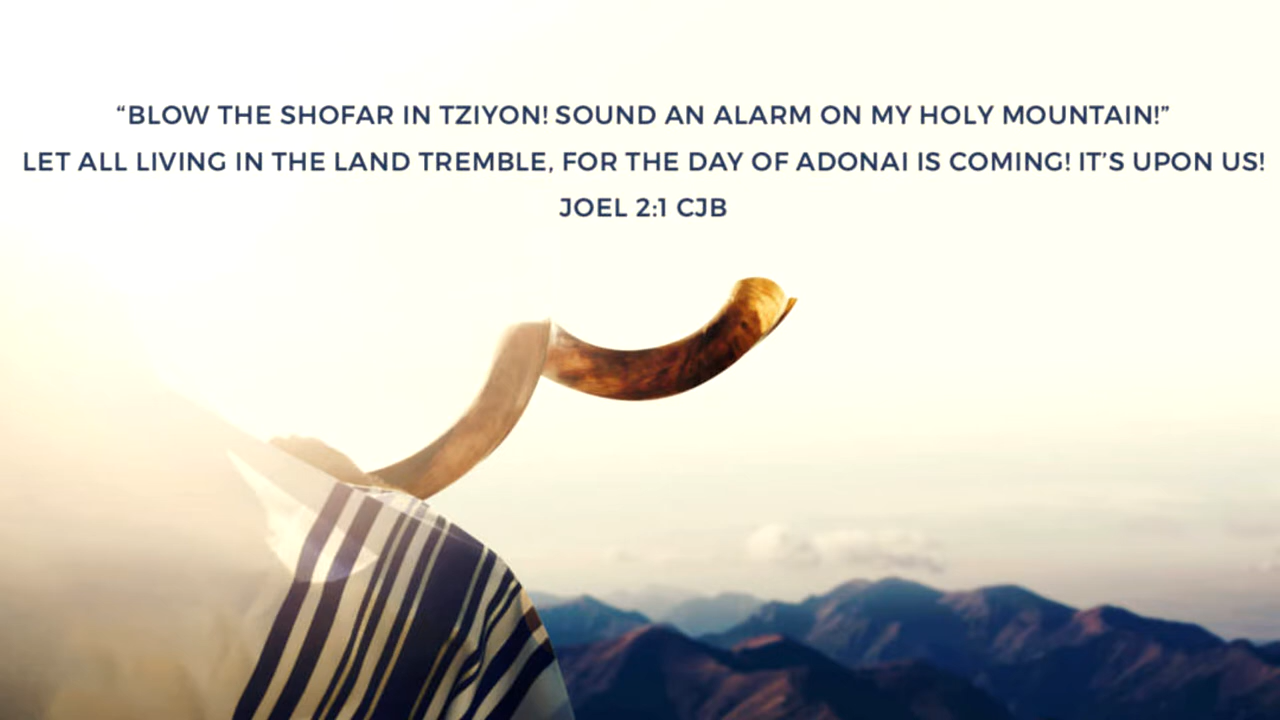 “BLOW THE SHOFAR IN TZIYON! SOUND AN ALARM ON MY HOLY MOUNTAIN!”
LET ALL LIVING IN THE LAND TREMBLE, FOR THE DAY OF ADONAI IS COMING! IT’S UPON US!
JOEL 2:1 CJB